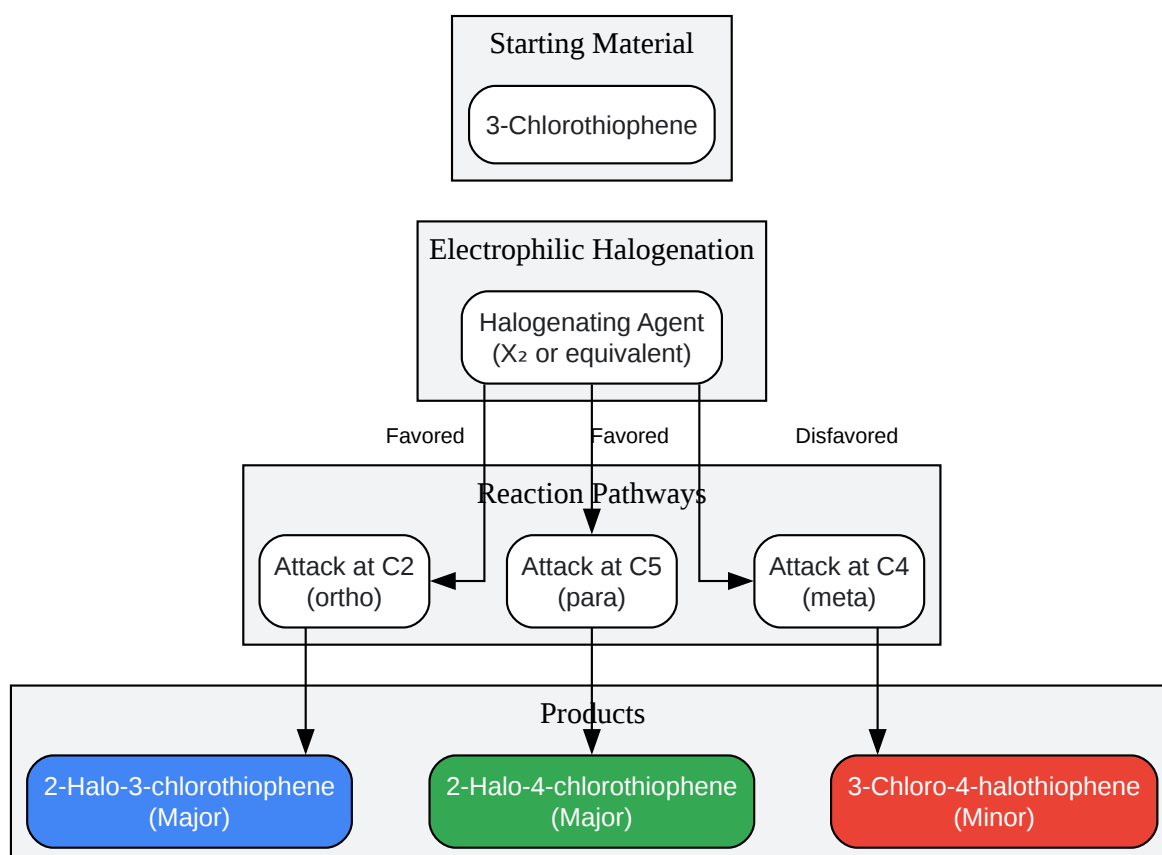 Starting Material
3-Chlorothiophene
Electrophilic Halogenation
Halogenating Agent
(X₂ or equivalent)
Favored
Favored
Disfavored
Reaction Pathways
Attack at C2
(ortho)
Attack at C5
(para)
Attack at C4
(meta)
Products
2-Halo-3-chlorothiophene
(Major)
2-Halo-4-chlorothiophene
(Major)
3-Chloro-4-halothiophene
(Minor)